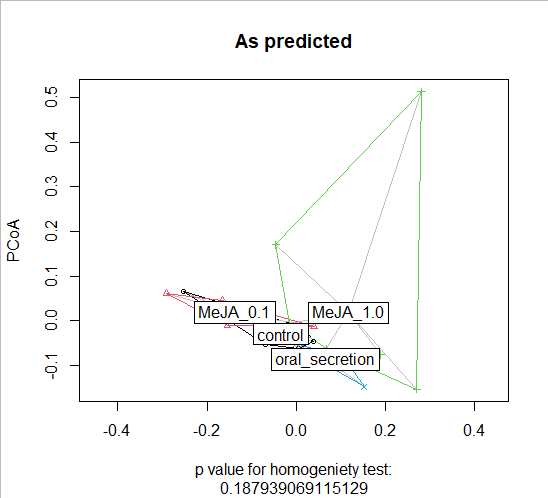 As predicted
PCoA
0.5
0.4
0.3
0.2
0.1
0.0
-0.1
MeJA_0.1
MeJA_1.0
control
oral_secretion
-0.4
-0.2
0.0
0.2
0.4
p value for homogeniety test:
0.187939069115129